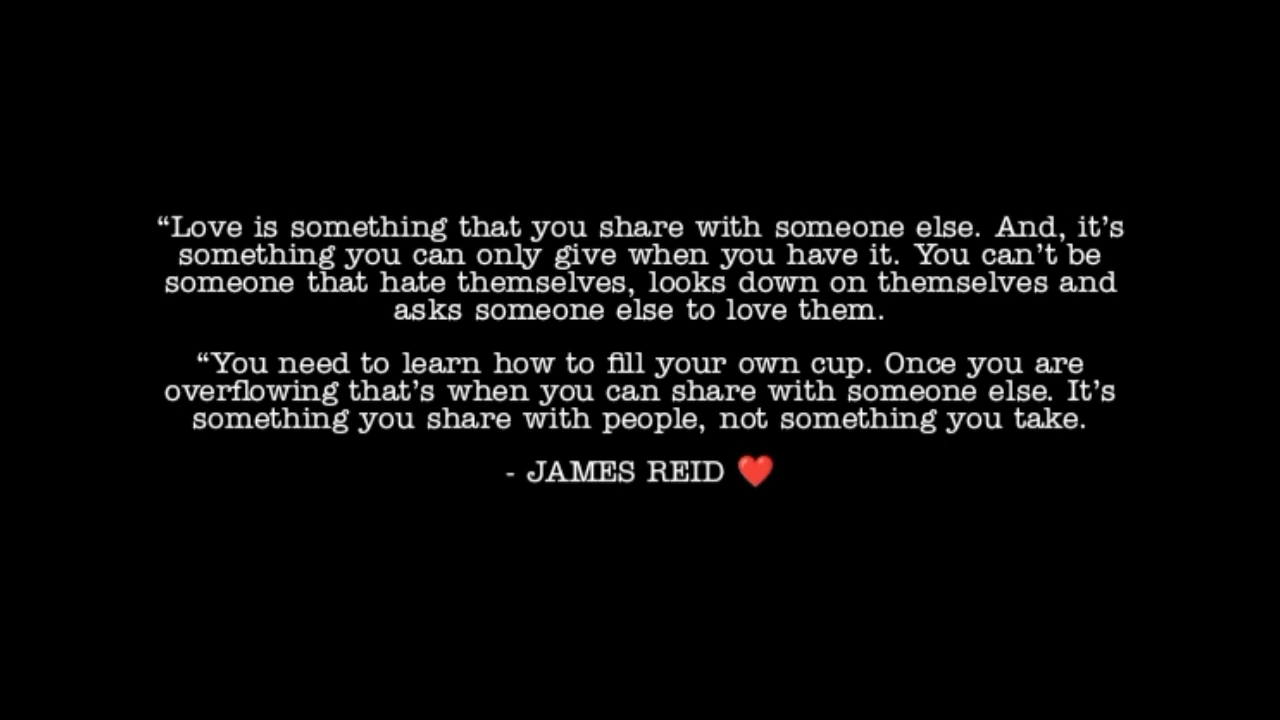 “Love is something that you share with someone else. And, it’s
something you can only give when you have it. You can’t be
someone that hate themselves, looks down on themselves and
asks someone else to love them.
“You need to learn how to fill your own cup. Once you are
overflowing that’s when you can share with someone else. It’s
something you share with people, not something you take.
- JAMES REID ❤️